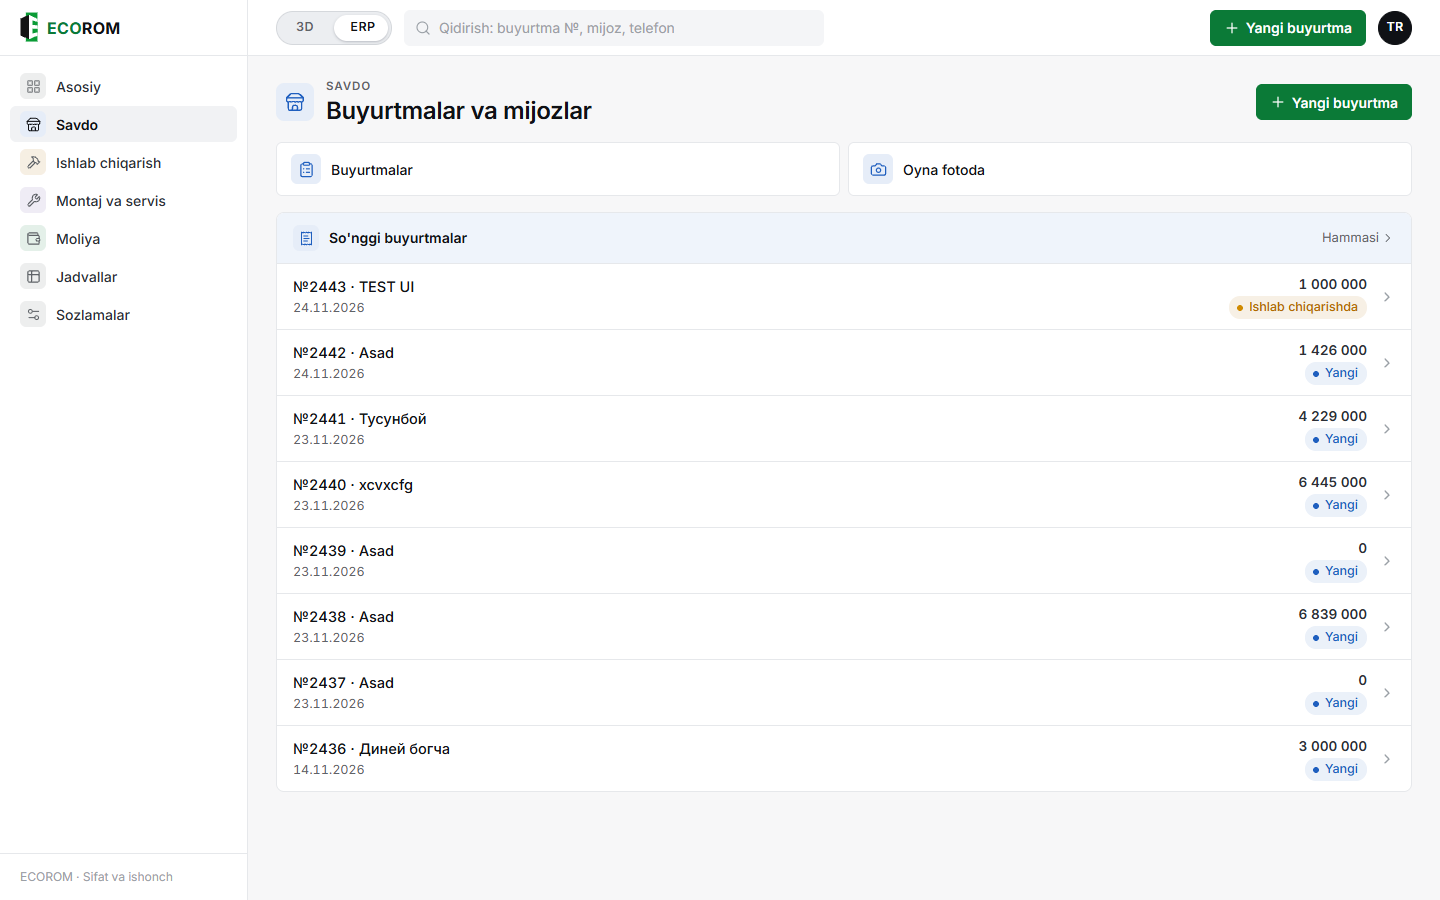 ECOROM
3D ERP
Qidirish: buyurtma №, mijoz, telefon
+ Yangi buyurtma
TR
Asosiy
Savdo
Ishlab chiqarish
Montaj va servis
Moliya
Jadvallar
Sozlamalar
ECOROM · Sifat va ishonch
SAVDO
Buyurtmalar va mijozlar
+ Yangi buyurtma
Buyurtmalar
Oyna fotoda
So'nggi buyurtmalar
Hammasi
№2443 · TEST UI
24.11.2026
1 000 000
Ishlab chiqarishda
№2442 · Asad
24.11.2026
1 426 000
Yangi
№2441 · Тусунбой
23.11.2026
4 229 000
Yangi
№2440 · xcvxcfg
23.11.2026
6 445 000
Yangi
№2439 · Asad
23.11.2026
0
Yangi
№2438 · Asad
23.11.2026
6 839 000
Yangi
№2437 · Asad
23.11.2026
0
Yangi
№2436 · Диней богча
14.11.2026
3 000 000
Yangi